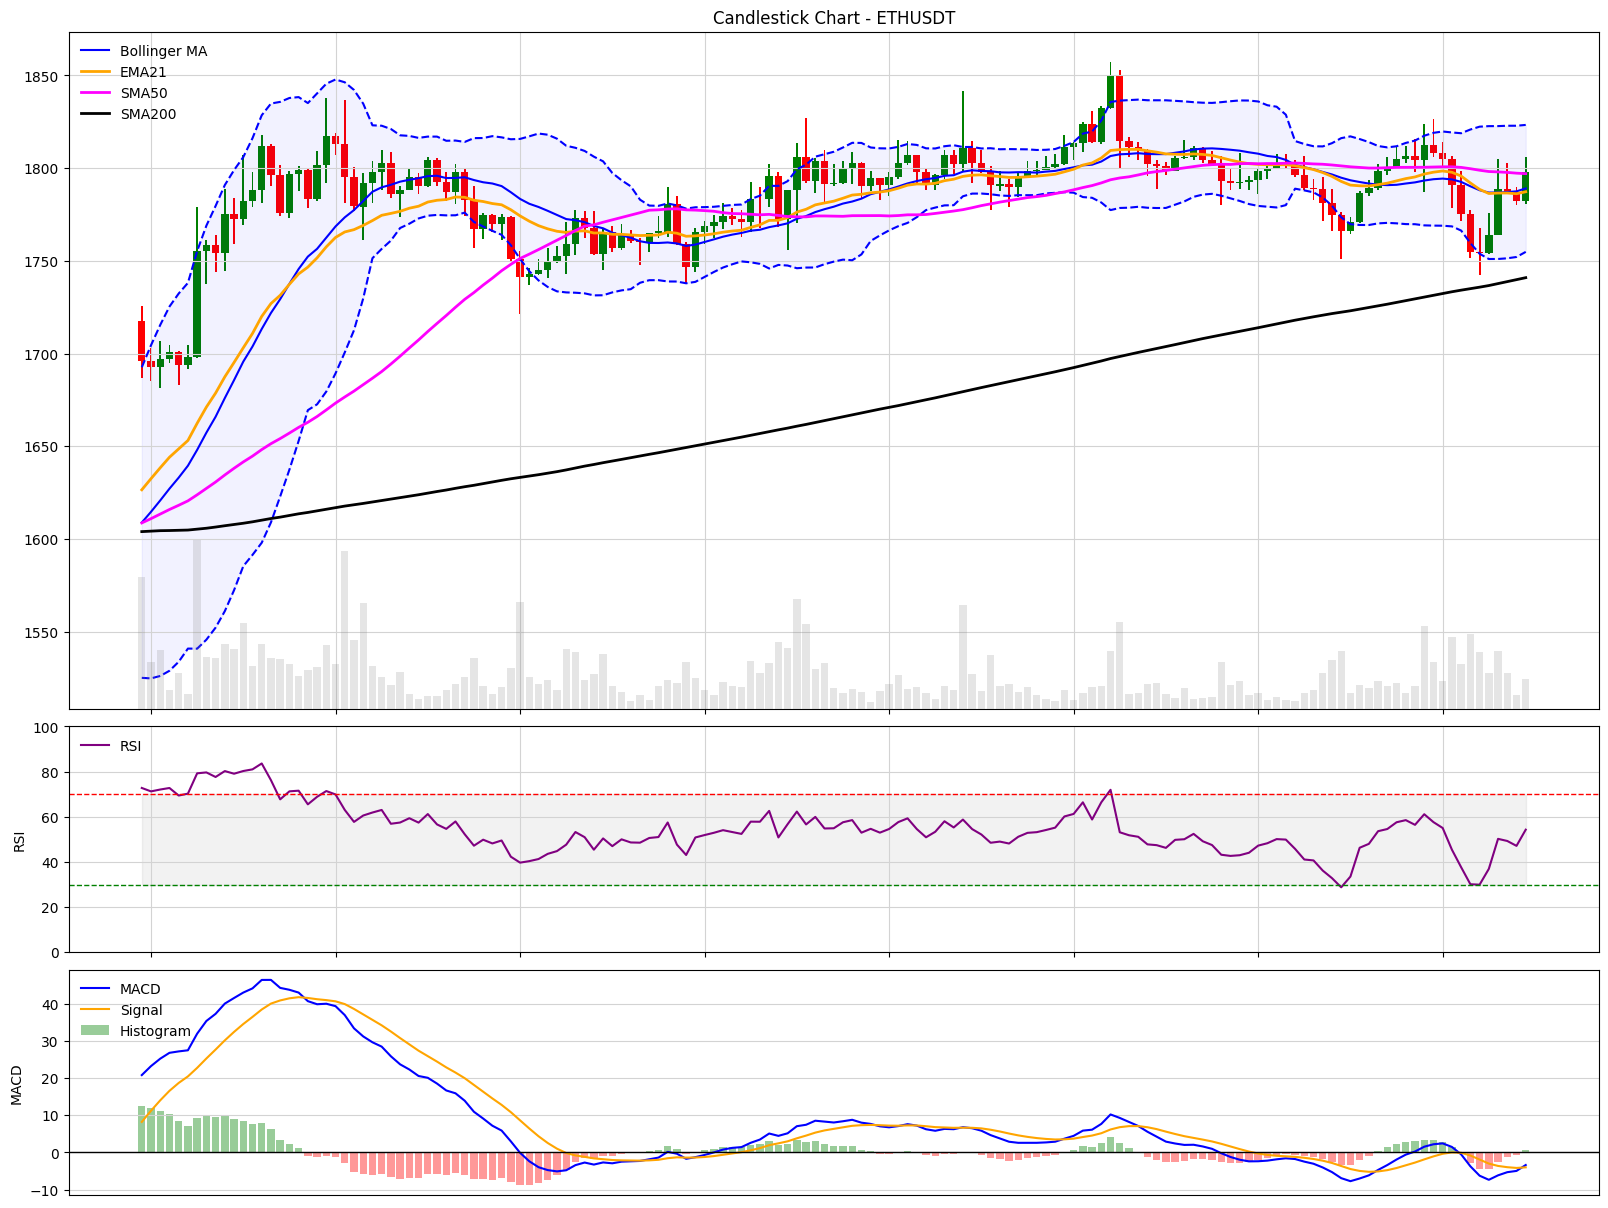 Candlestick Chart - ETHUSDT
Bollinger MA
EMA21
SMA50
SMA200
1850
1800
1750
1700
1650
1600
1550
RSI
RSI
100
80
60
40
20
0
MACD
MACD
Signal
Histogram
40
30
20
10
0
−10